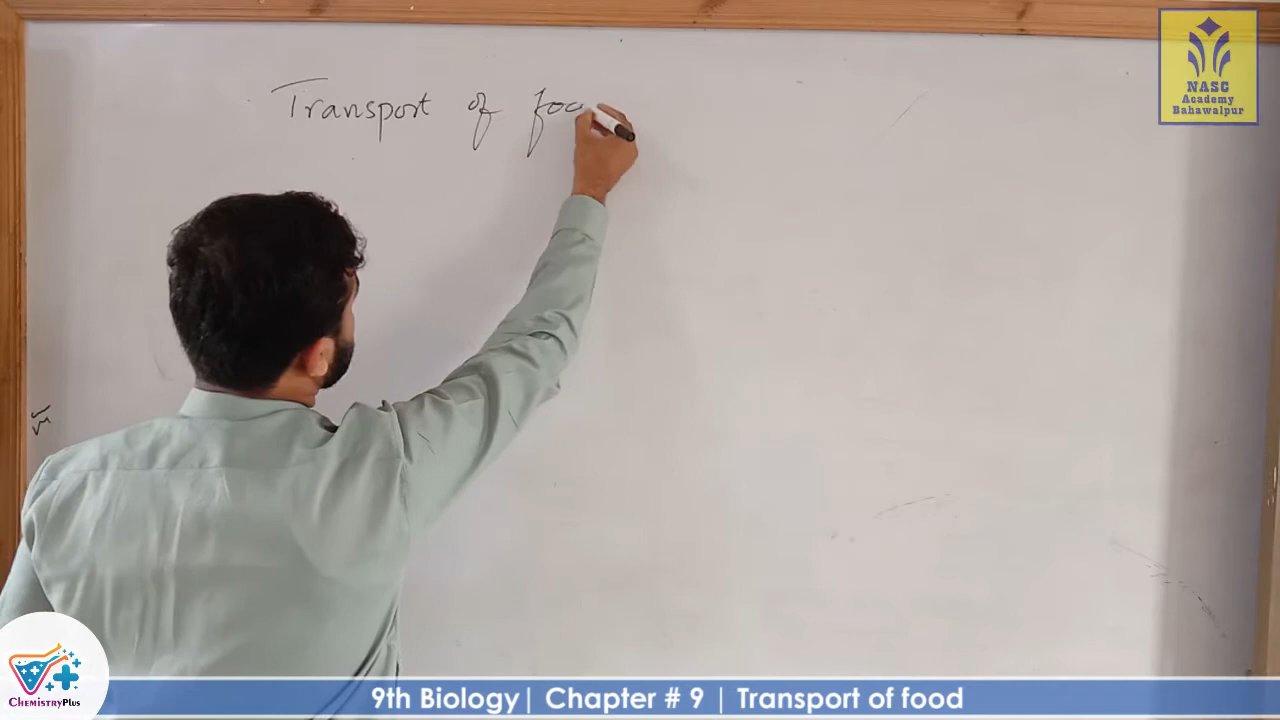 NASC
Academy
Bahawalpur
Transport of foo
ChemistryPlus
9th Biology| Chapter # 9 | Transport of food